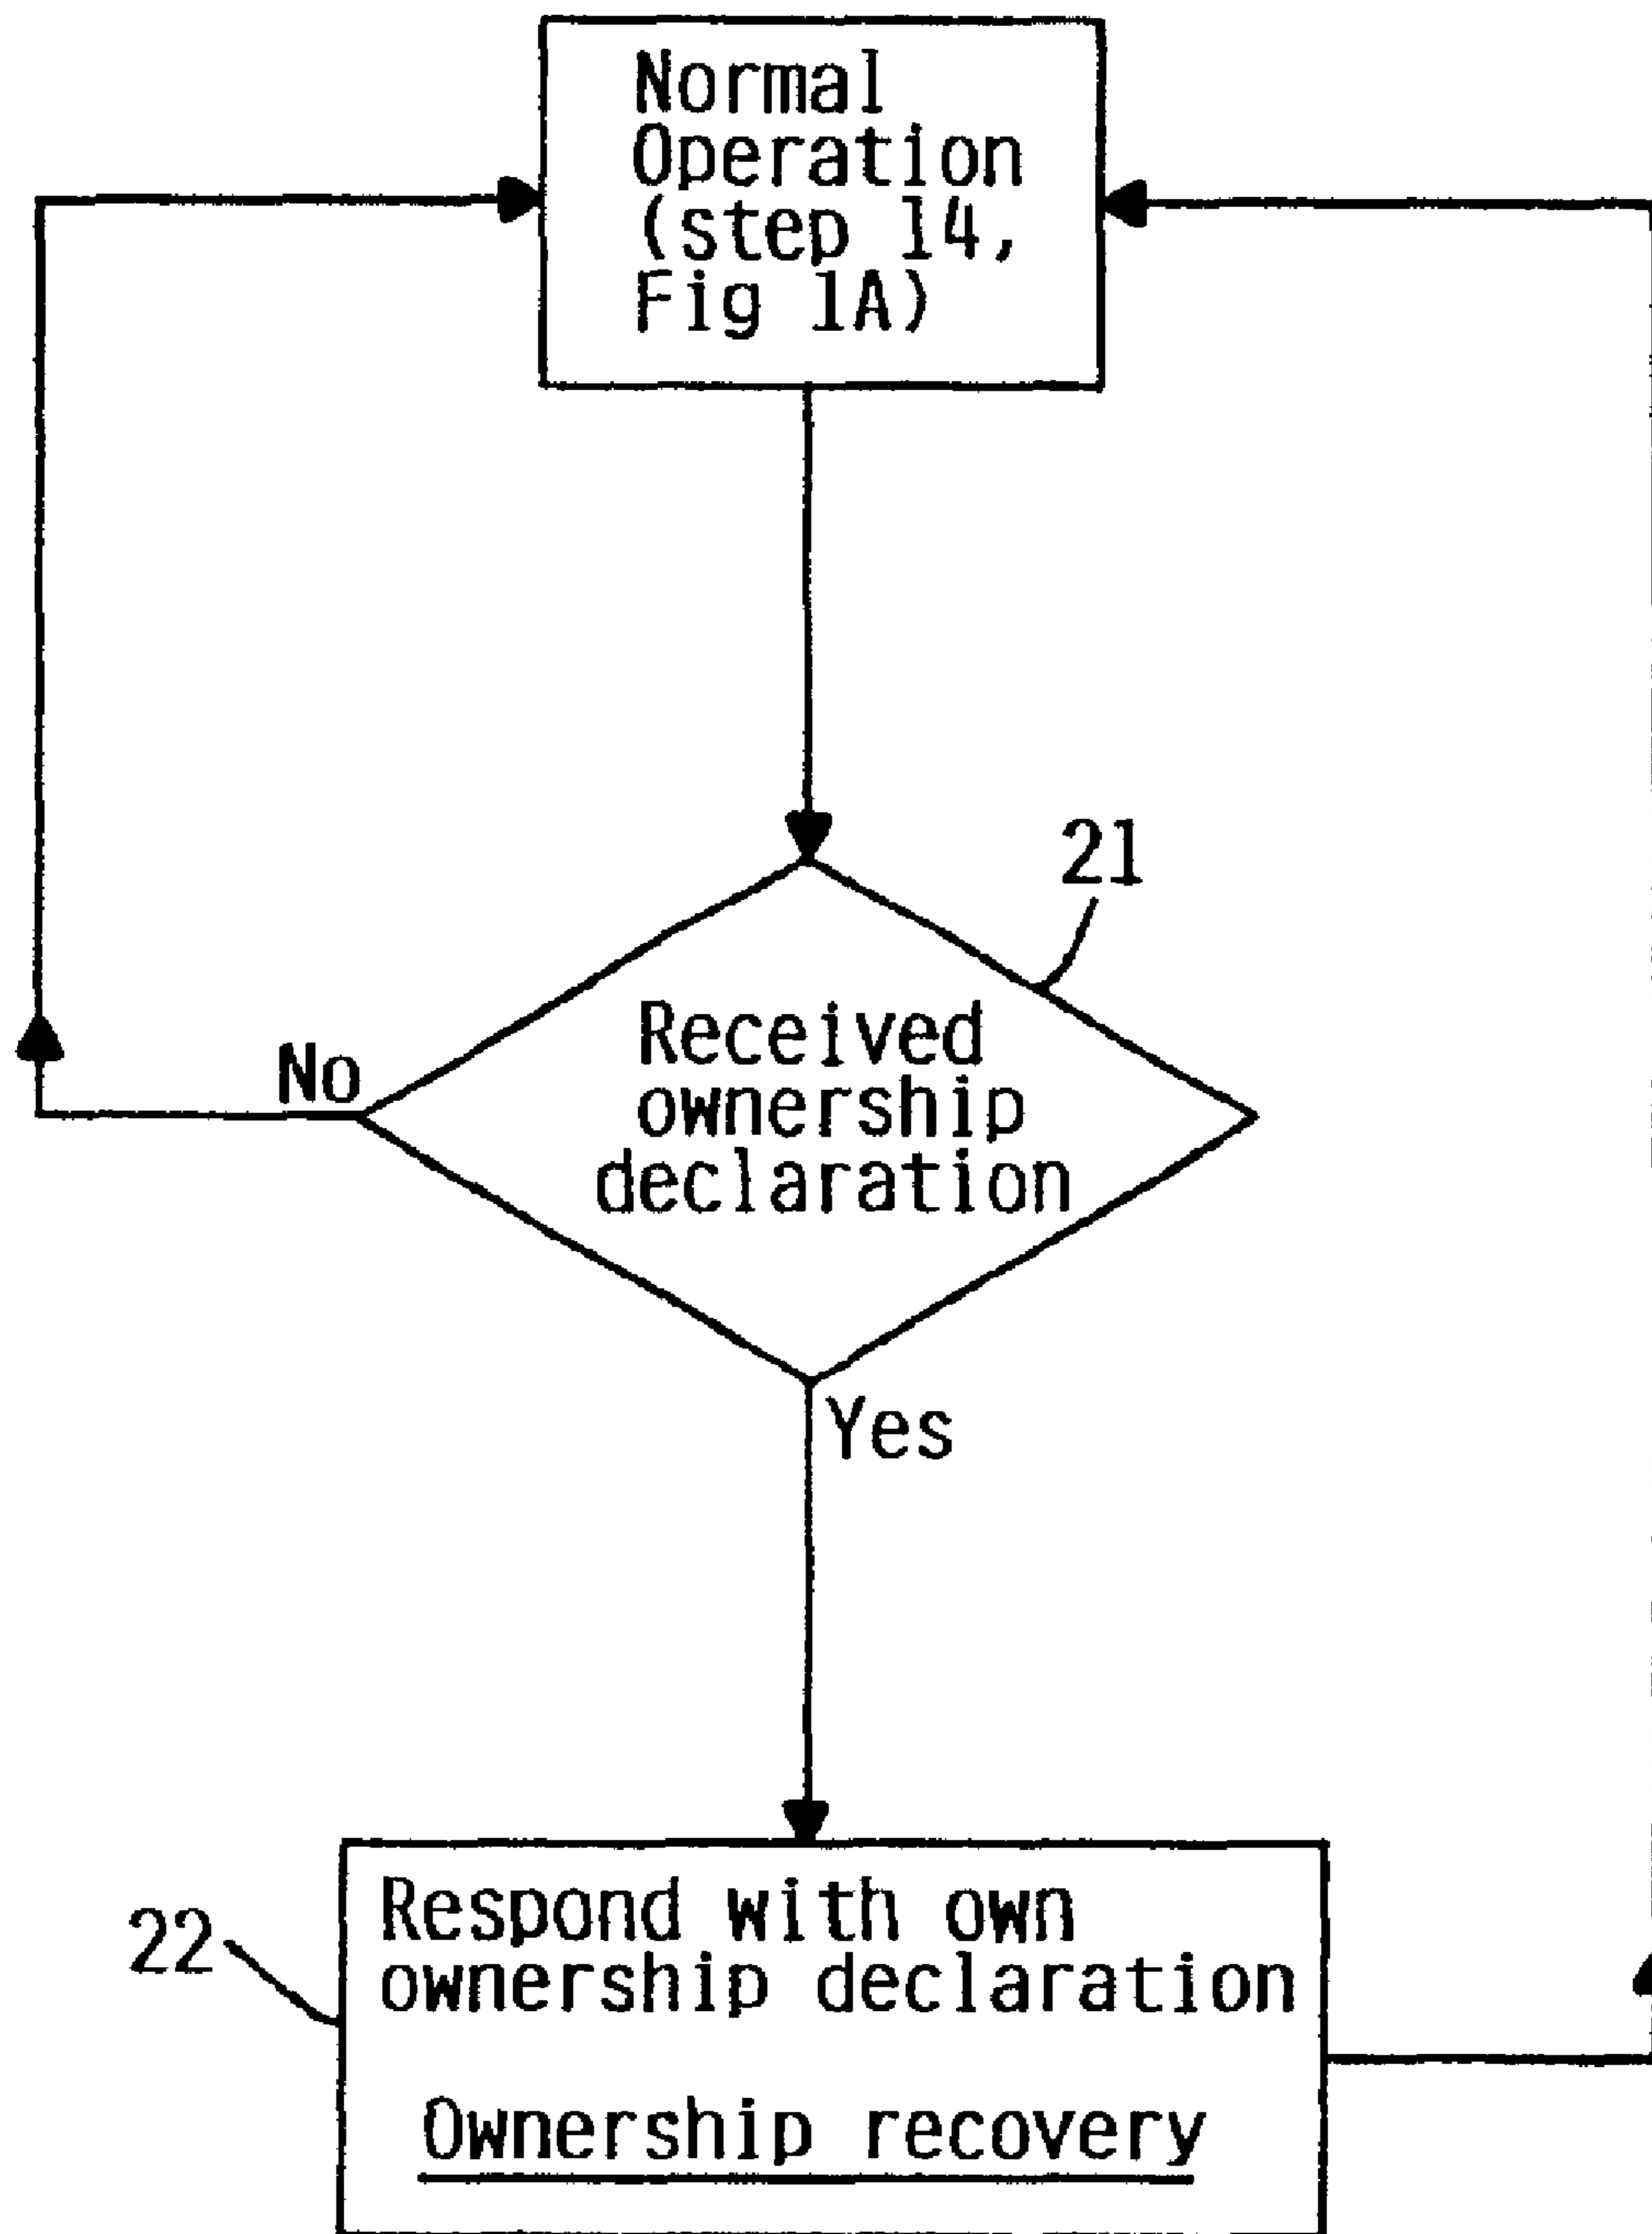 Normal
Operation
(step 14,
Fig 1A)
21
Received
ownership
declaration
No
Yes
22
Respond with own
ownership declaration
Ownership recovery